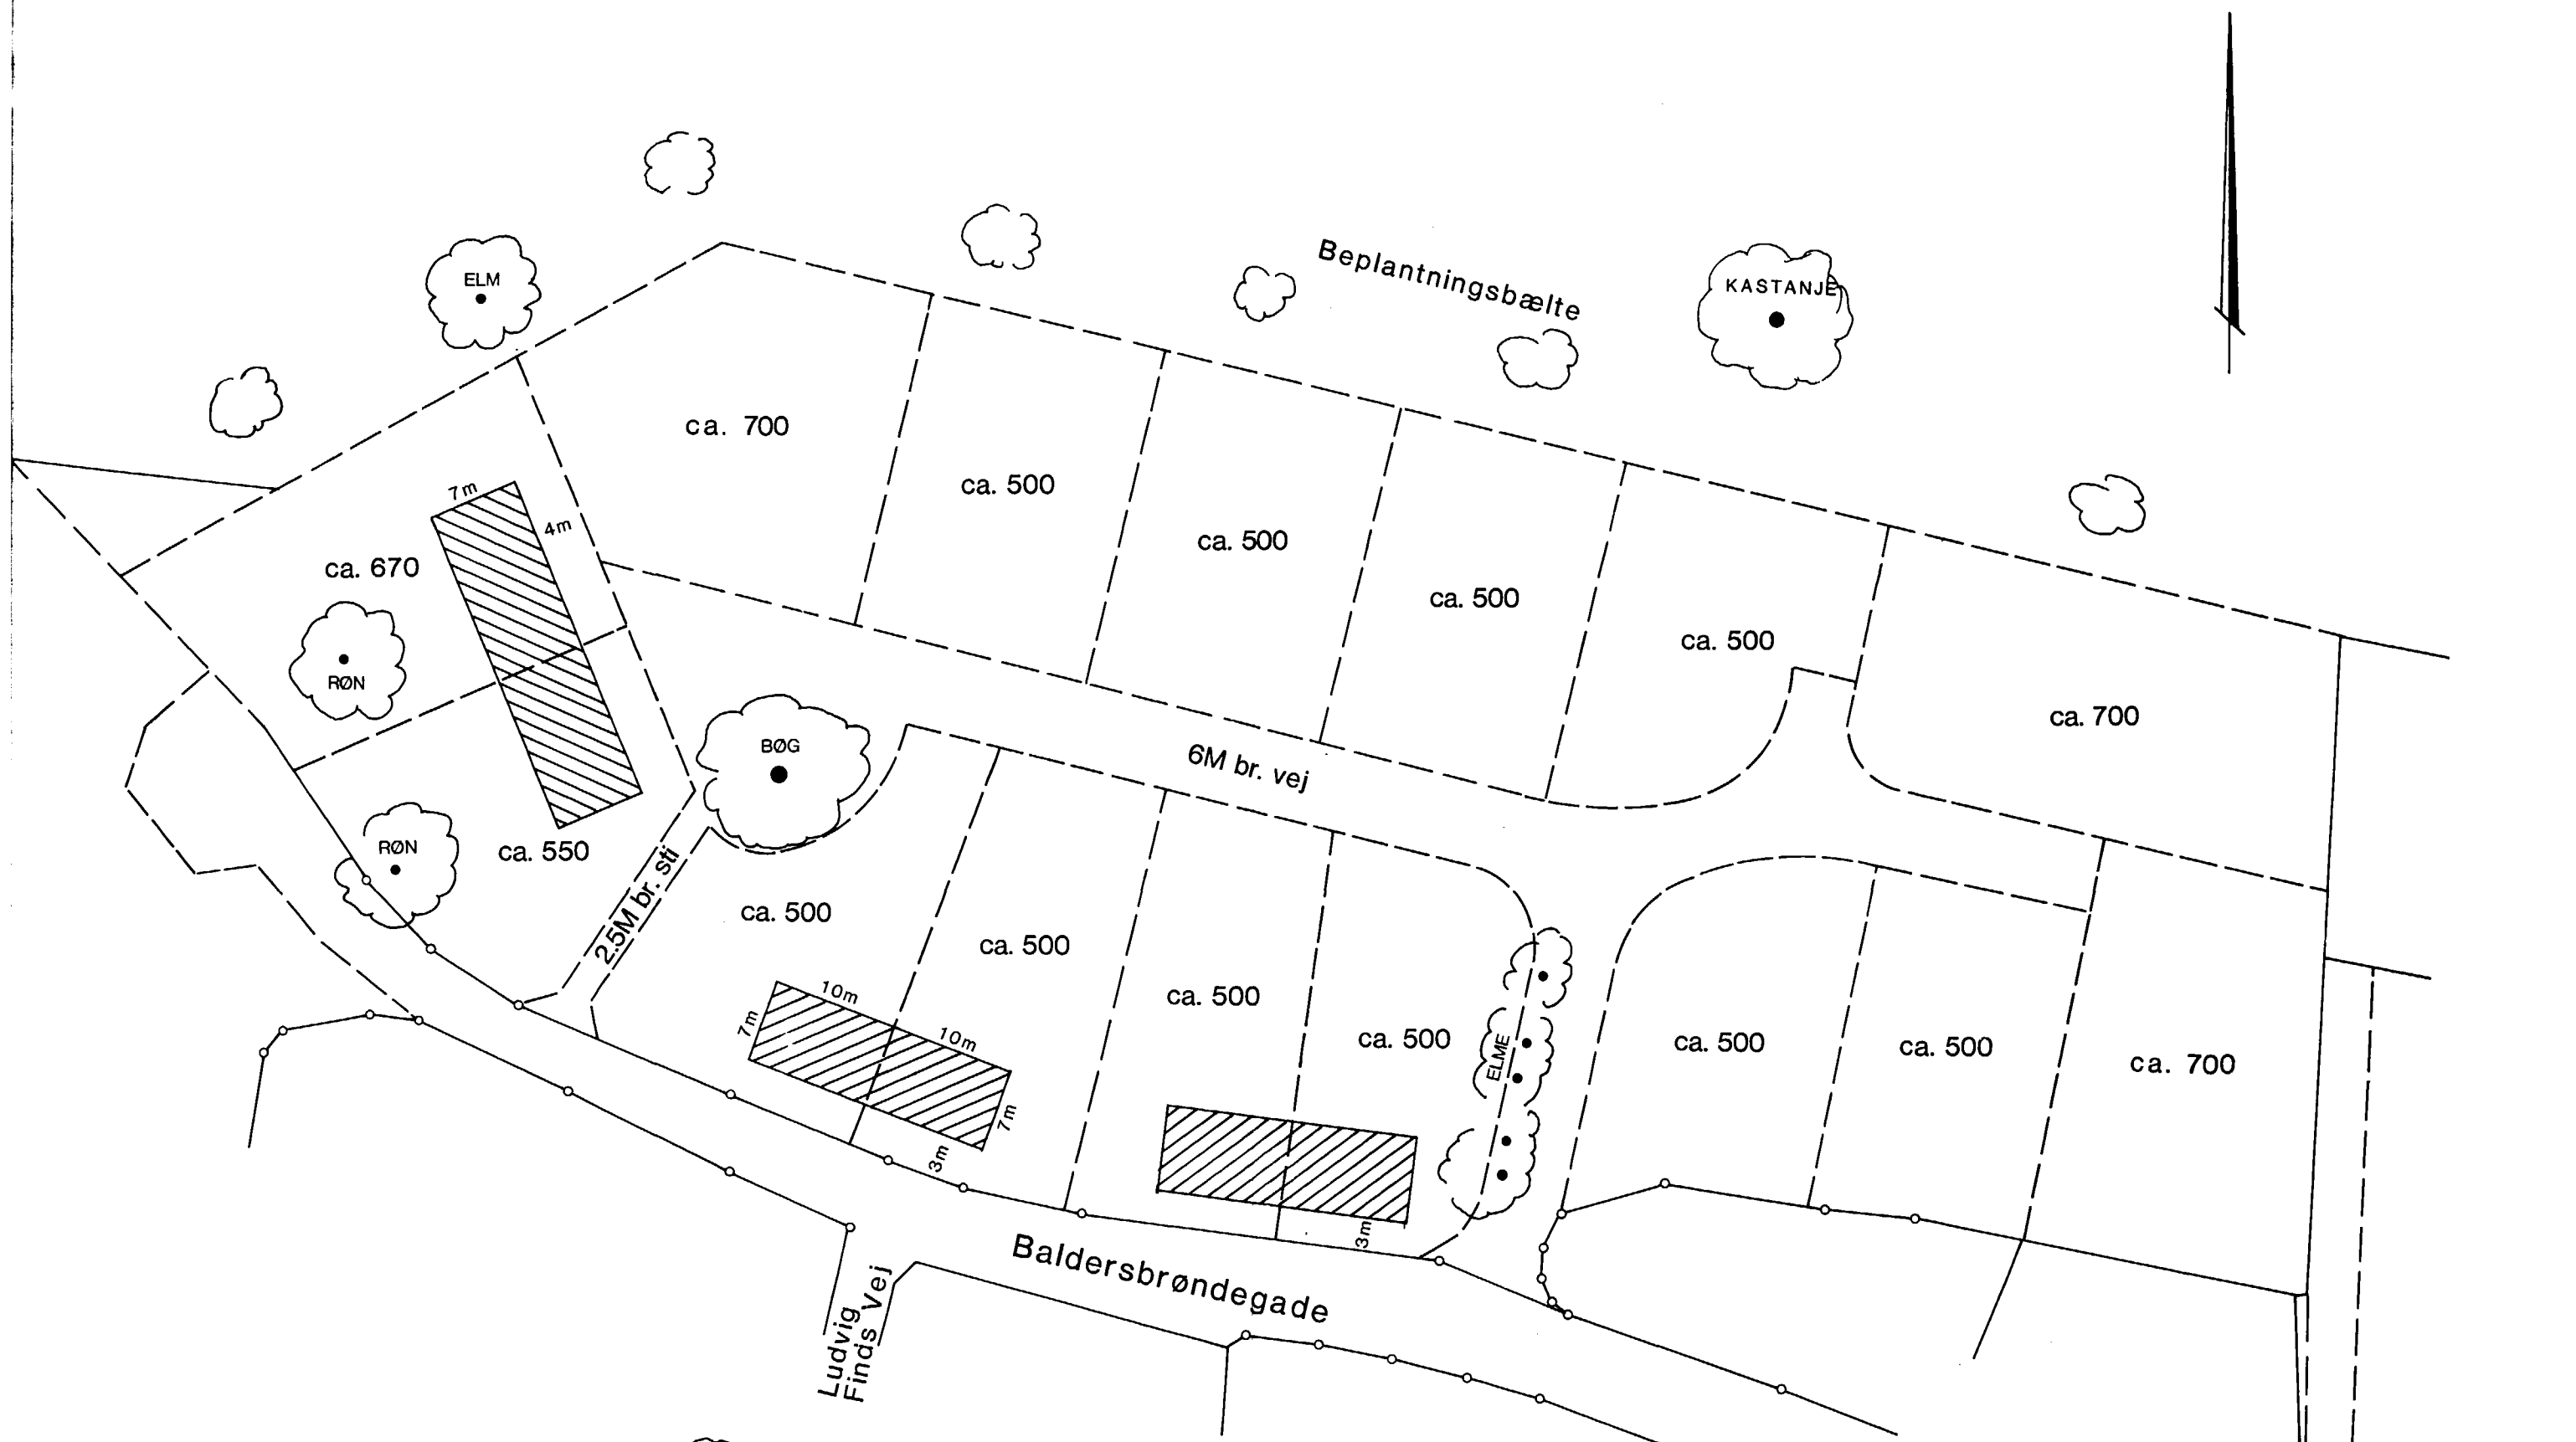 Beplantningsbælte
ELM
KASTANJE
ca. 700
ca. 500
7m
4m
ca. 500
ca. 670
ca. 500
ca. 500
RØN
ca. 700
BØG
6M br. vej
RØN
ca. 550
2.5M br. sti
ca. 500
ca. 500
ca. 500
10m
7m
10m
ca. 500
ELME
ca. 500
ca. 500
ca. 700
7m
3m
3m
Baldersbrøndegade
Ludvig
Finds Vej